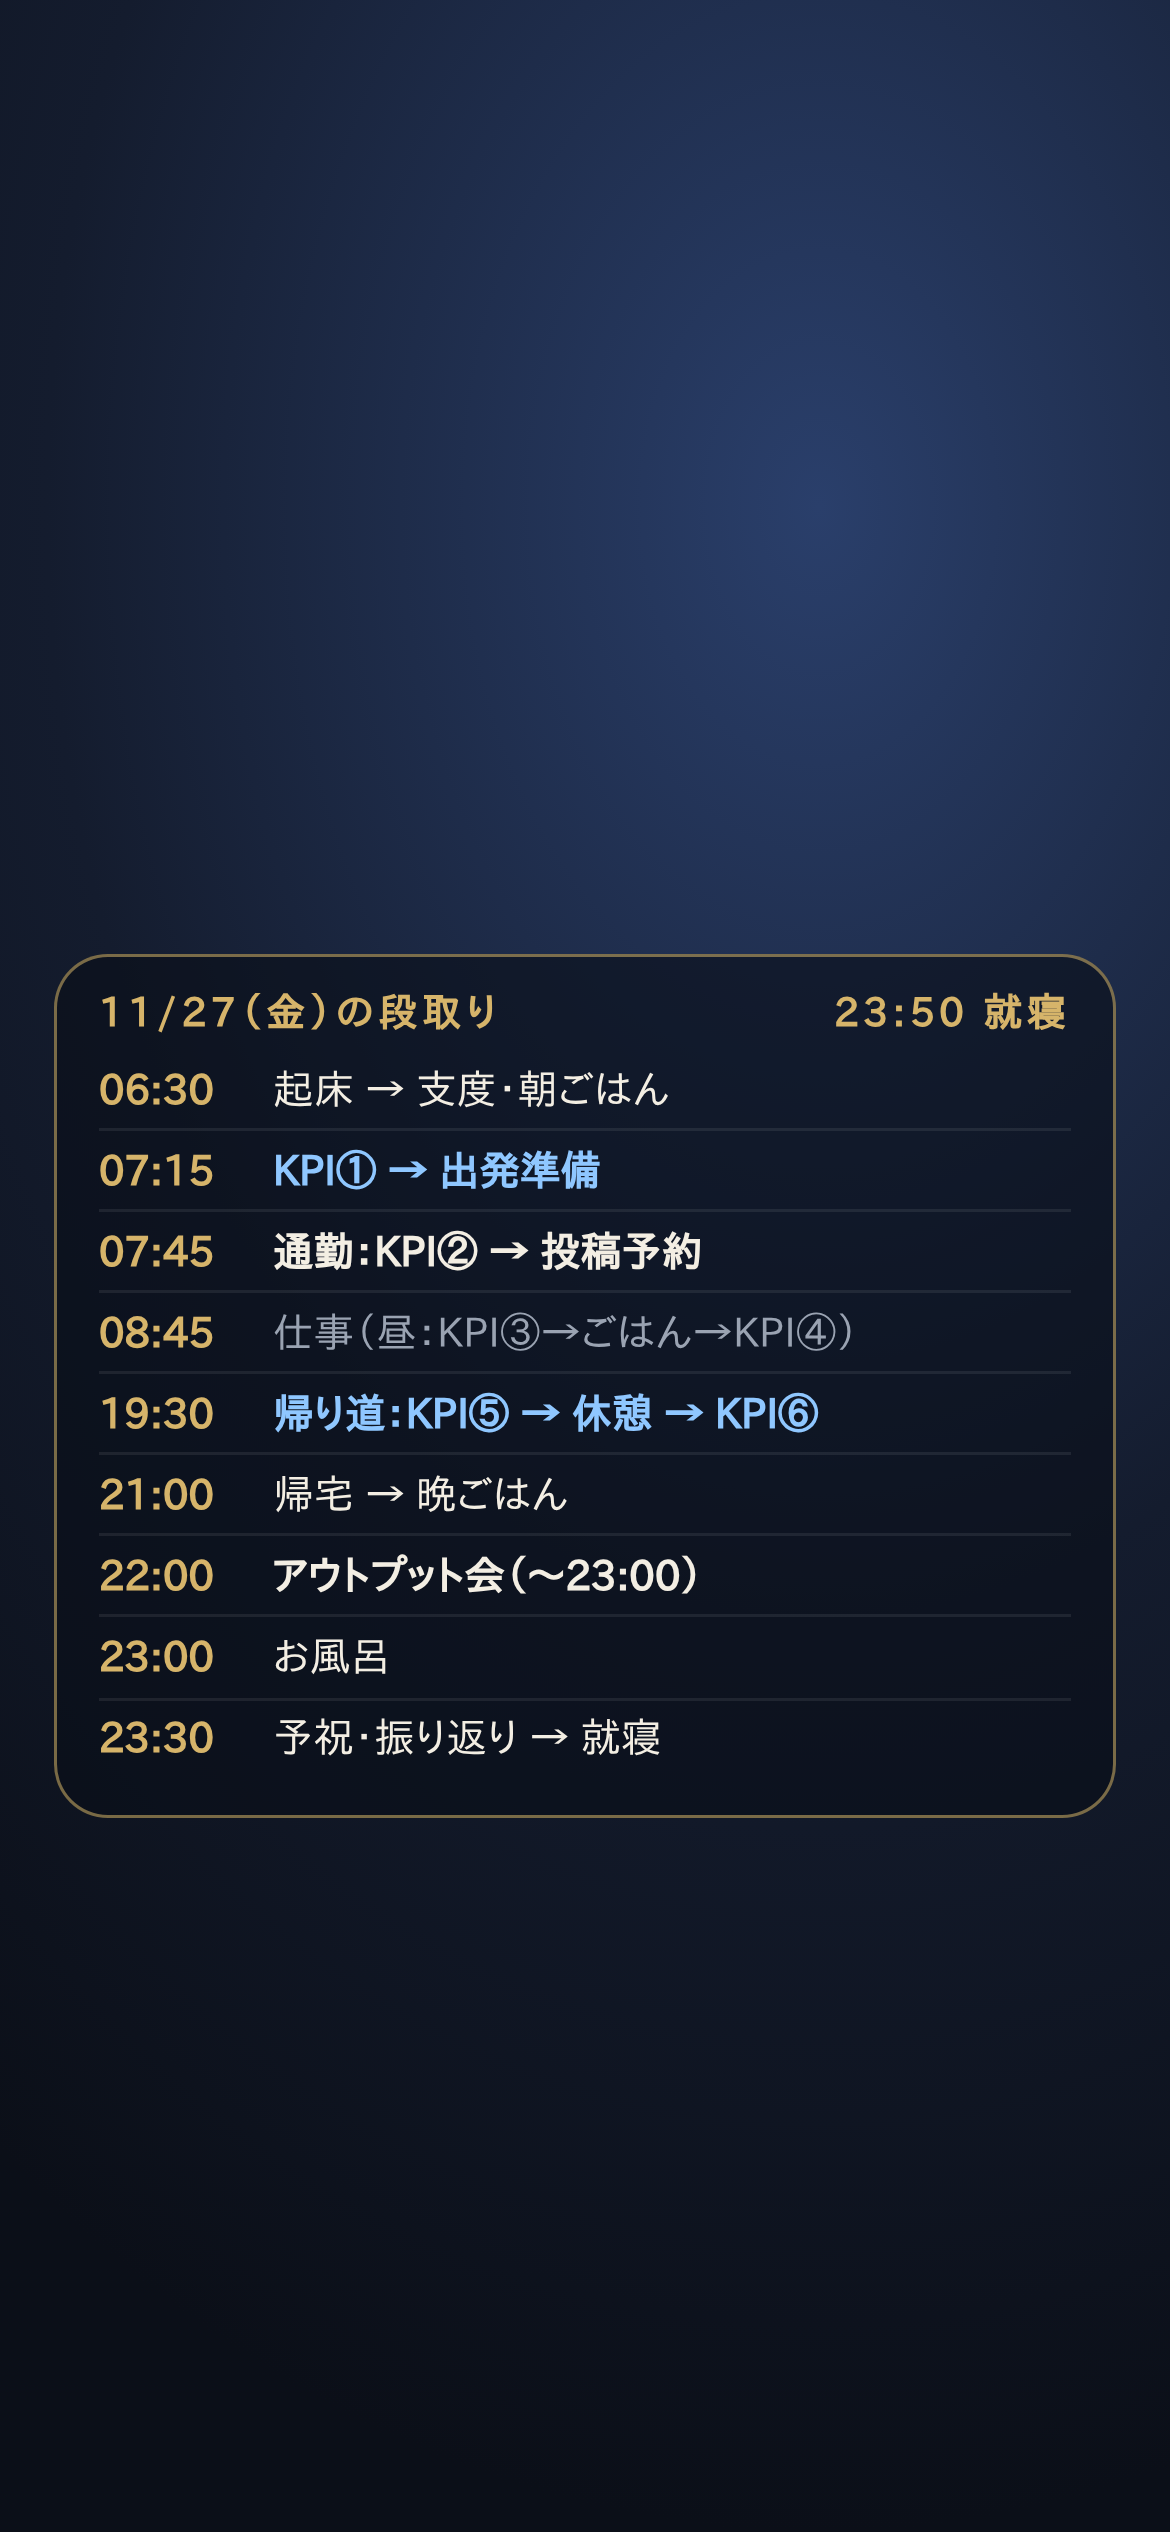 11/27（金）の段取り 23:50 就寝
06:30 起床 → 支度・朝ごはん
07:15 KPI① → 出発準備
07:45 通勤：KPI② → 投稿予約
08:45 仕事（昼：KPI③→ごはん→KPI④）
19:30 帰り道：KPI⑤ → 休憩 → KPI⑥
21:00 帰宅 → 晩ごはん
22:00 アウトプット会（〜23:00）
23:00 お風呂
23:30 予祝・振り返り → 就寝